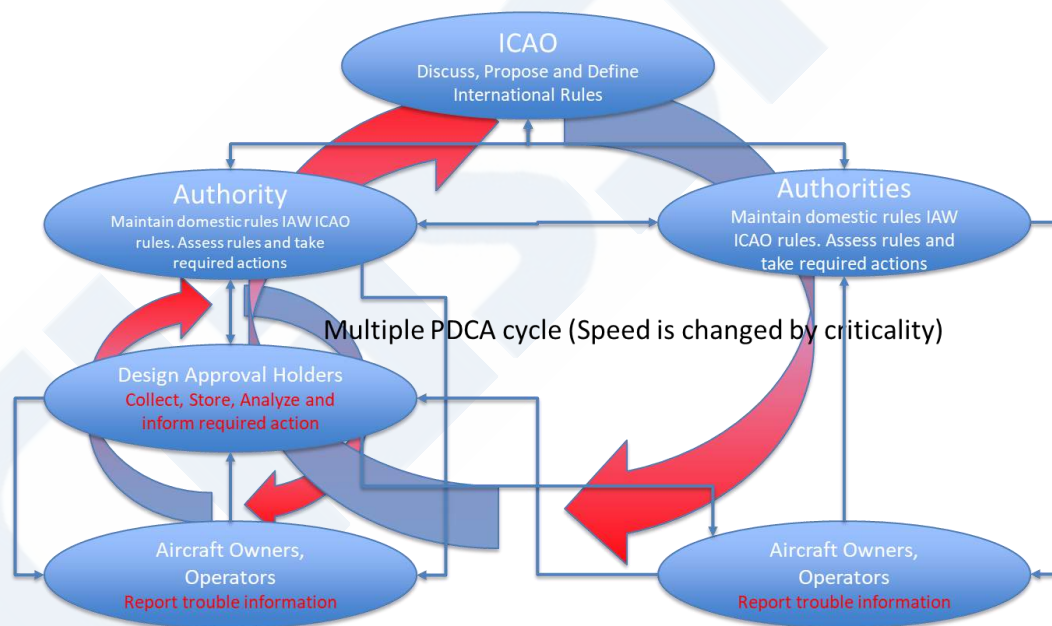 ICAO
Discuss, Propose and Define
International Rules
Authority
Maintain domestic rules IAW ICAO
rules. Assess rules and take
required actions
Authorities
Maintain domestic rules IAW
ICAO rules. Assess rules and
take required actions
Multiple PDCA cycle (Speed is changed by criticality)
Design Approval Holders
Collect, Store, Analyze and
inform required action
Aircraft Owners,
Operators
Report trouble information
Aircraft Owners,
Operators
Report trouble information